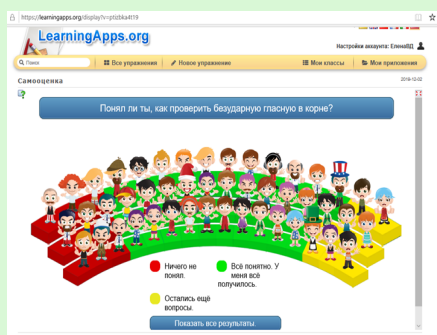 https://learningapps.org/display?v=ptizbka4t19
LearningApps.org
Настройки аккаунта: ЕленаВД
Поиск
Все упражнения
Новое упражнение
Мои классы
Мои приложения
Самооценка
2019-12-02
Понял ли ты, как проверить безударную гласную в корне?
Ничего не
понял.
Всё понятно. У
меня всё
получилось.
Остались ещё
вопросы.
Показать все результаты.